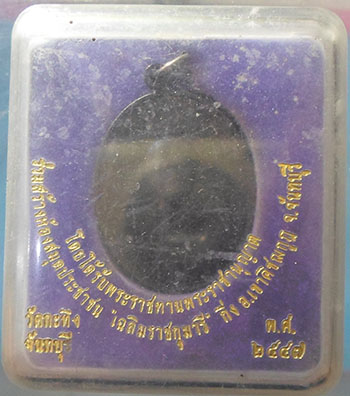 โดยได้รับพระราชทานพระราชานุญาต
รับเสร็จห้องสมุดประชาชน "เฉลิมราชกุมารี" กิ่ง อ.เขาคิชฌกูฏ จ.จันทบุรี
วัดกะทิง
จันทบุรี
ต.ศ.
๒๕๔๗